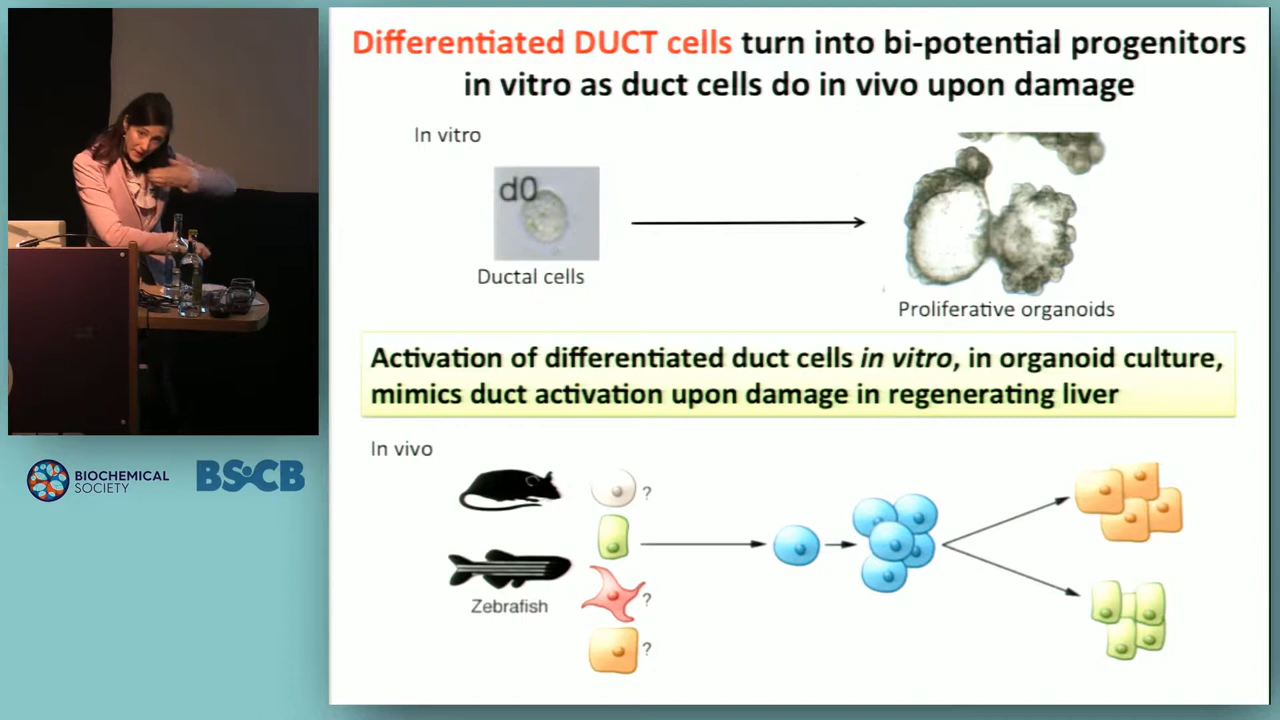 Differentiated DUCT cells turn into bi-potential progenitors
in vitro as duct cells do in vivo upon damage
In vitro
d0
Ductal cells
Proliferative organoids
Activation of differentiated duct cells in vitro, in organoid culture,
mimics duct activation upon damage in regenerating liver
In vivo
?
Zebrafish
?
?
BIOCHEMICAL
SOCIETY
BSCB